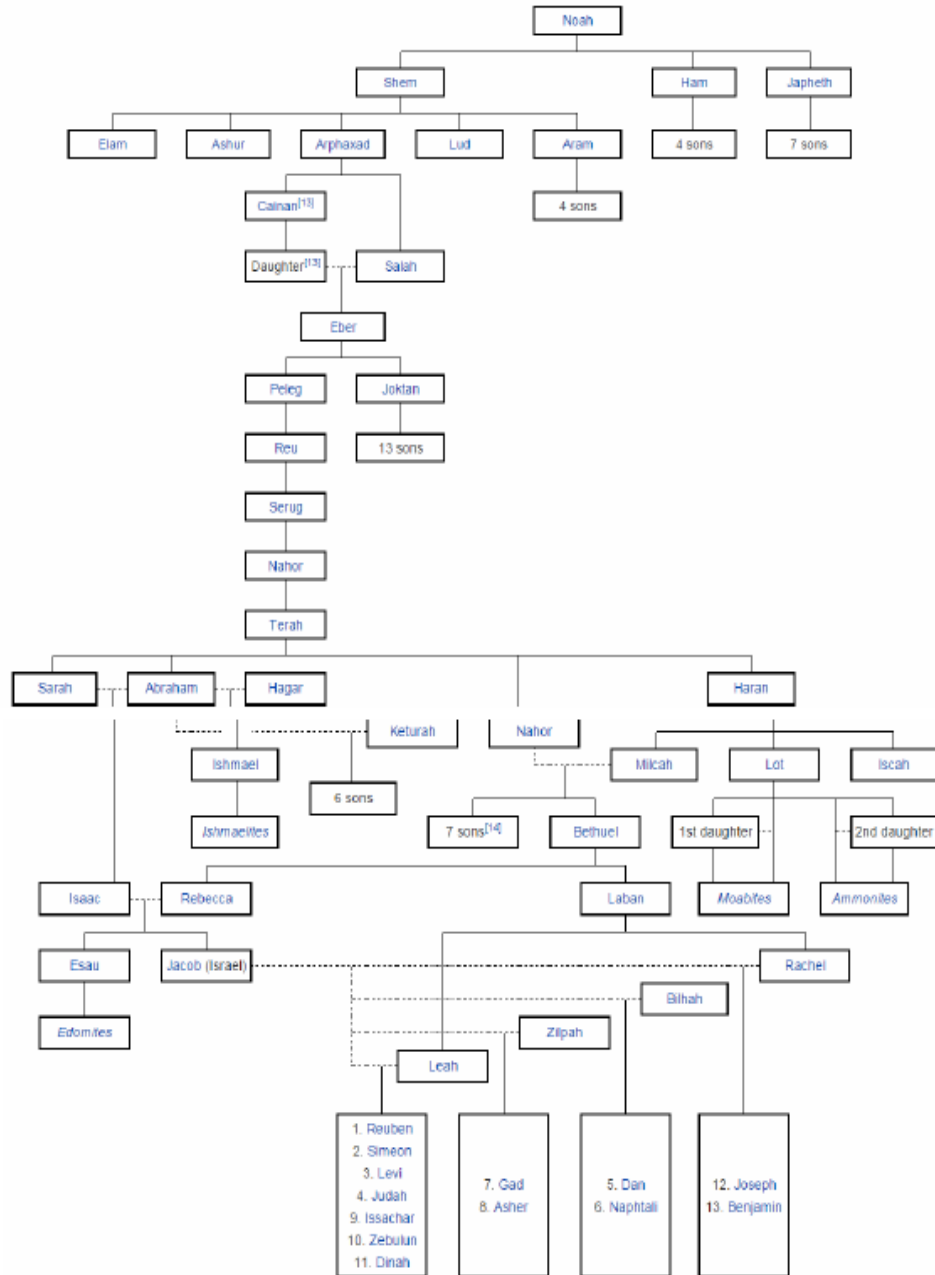 Noah
Shem
Ham
Japheth
Elam
Ashur
Arphaxad
Lud
Aram
4 sons
7 sons
Cainan[13]
4 sons
Daughter[13]
Salah
Eber
Peleg
Joktan
Reu
13 sons
Serug
Nahor
Terah
Sarah
Abraham
Hagar
Haran
Keturah
Nahor
Ishmael
Milcah
Lot
Iscah
6 sons
Ishmaelites
7 sons[14]
Bethuel
1st daughter
2nd daughter
Isaac
Rebecca
Laban
Moabites
Ammonites
Esau
Jacob (Israel)
Rachel
Bilhah
Edomites
Zilpah
Leah
1. Reuben
2. Simeon
3. Levi
4. Judah
9. Issachar
10. Zebulun
11. Dinah
7. Gad
8. Asher
5. Dan
6. Naphtali
12. Joseph
13. Benjamin